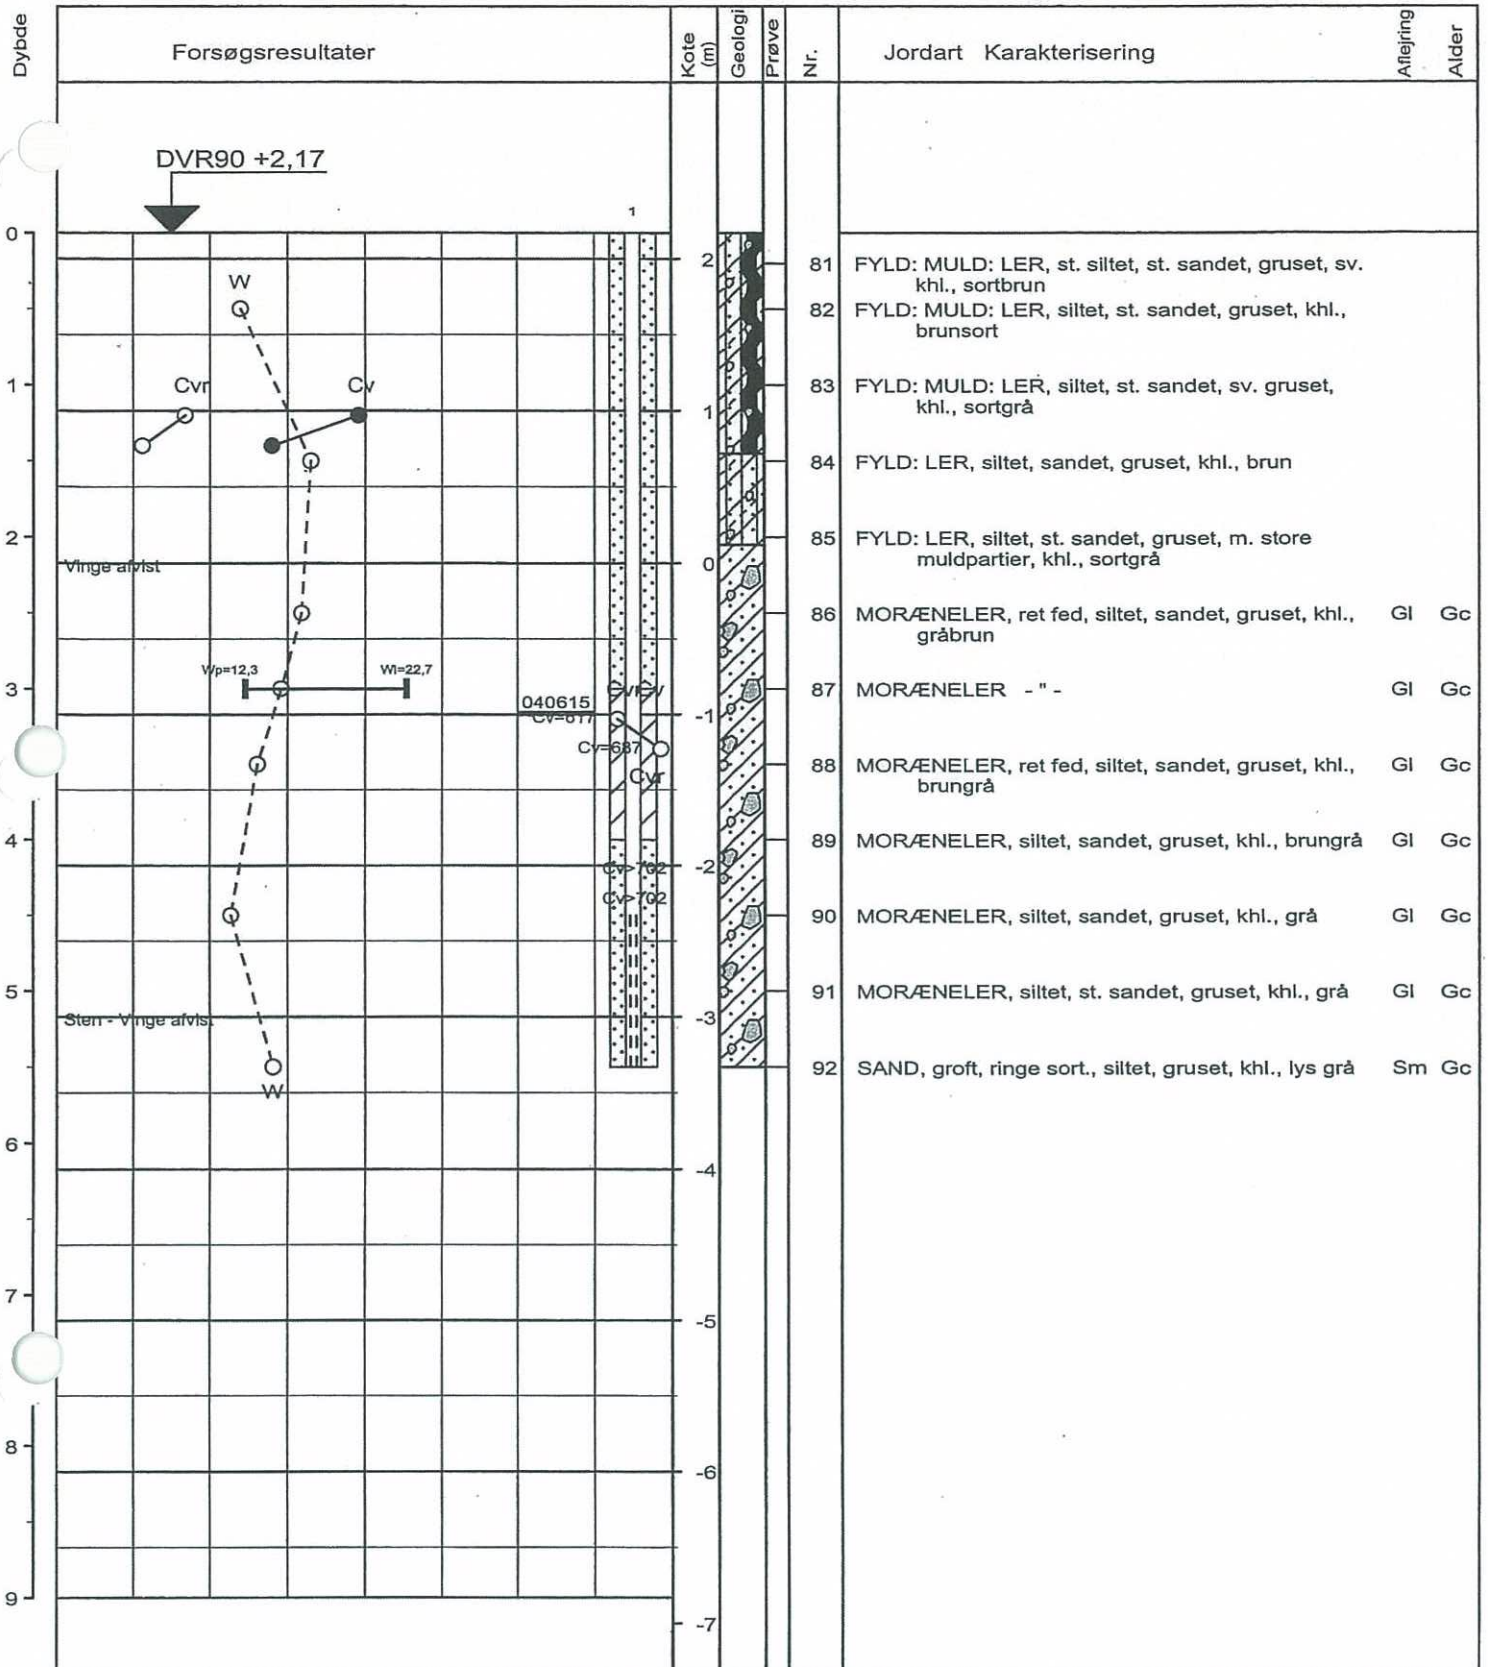 Dybde
Forsøgsresultater
Kote (m)
Geologi
Prøve
Nr.
Jordart Karakterisering
Aflejring
Alder
DVR90 +2,17
1
0
2
81 FYLD: MULD: LER, st. siltet, st. sandet, gruset, sv.
khl., sortbrun
W
82 FYLD: MULD: LER, siltet, st. sandet, gruset, khl.,
brunsort
1
Cvr
Cv
1
83 FYLD: MULD: LER, siltet, st. sandet, sv. gruset,
khl., sortgrå
84 FYLD: LER, siltet, sandet, gruset, khl., brun
2
Vinge afvist
0
85 FYLD: LER, siltet, st. sandet, gruset, m. store
muldpartier, khl., sortgrå
86 MORÆNELER, ret fed, siltet, sandet, gruset, khl., Gl Gc
gråbrun
Wp=12,3
Wl=22,7
3
Cvr
Cv
87 MORÆNELER - " - Gl Gc
040615
-1
Cv=617
Cv=687
Cvr
88 MORÆNELER, ret fed, siltet, sandet, gruset, khl., Gl Gc
brungrå
4
89 MORÆNELER, siltet, sandet, gruset, khl., brungrå Gl Gc
Cv>702
-2
Cv>702
90 MORÆNELER, siltet, sandet, gruset, khl., grå Gl Gc
5
91 MORÆNELER, siltet, st. sandet, gruset, khl., grå Gl Gc
Sten - Vinge afvist
-3
92 SAND, groft, ringe sort., siltet, gruset, khl., lys grå Sm Gc
W
6
-4
7
-5
8
-6
9
-7